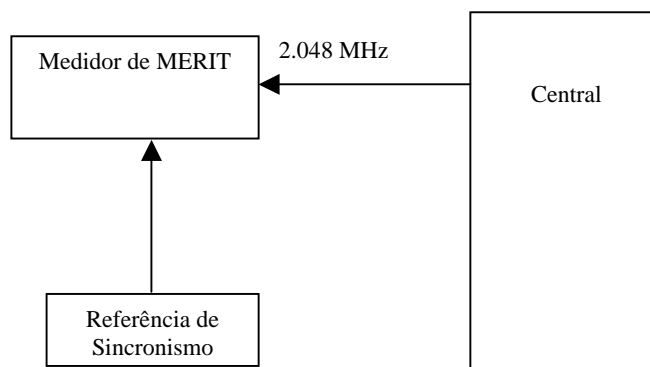 Medidor de MERIT
2.048 MHz
Central
Referência de
Sincronismo